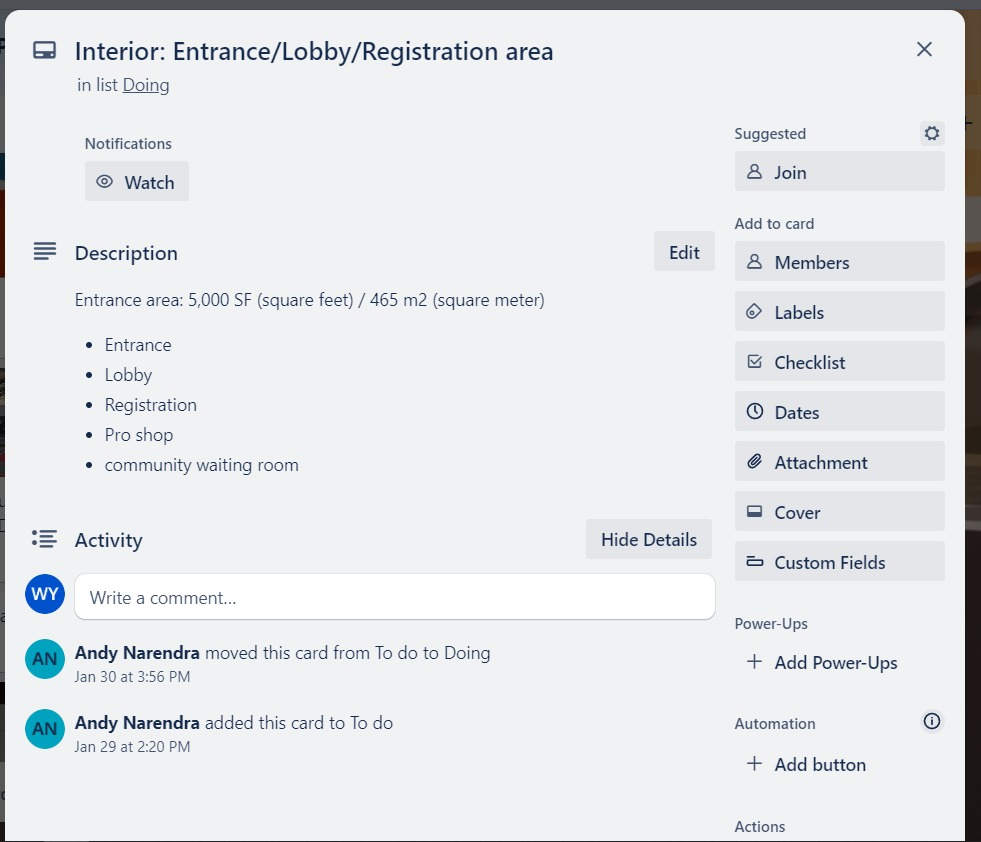 Interior: Entrance/Lobby/Registration area
in list Doing
Notifications
Watch
Description
Edit
Entrance area: 5,000 SF (square feet) / 465 m2 (square meter)
Entrance
Lobby
Registration
Pro shop
community waiting room
Activity
Hide Details
WY
Write a comment...
AN
Andy Narendra moved this card from To do to Doing
Jan 30 at 3:56 PM
AN
Andy Narendra added this card to To do
Jan 29 at 2:20 PM
Suggested
Join
Add to card
Members
Labels
Checklist
Dates
Attachment
Cover
Custom Fields
Power-Ups
+ Add Power-Ups
Automation
+ Add button
Actions